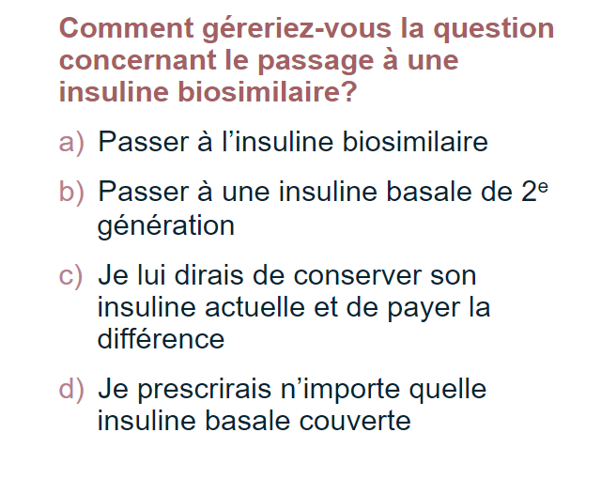 Comment géreriez-vous la question
concernant le passage à une
insuline biosimilaire?
a) Passer à l’insuline biosimilaire
b) Passer à une insuline basale de 2e
génération
c) Je lui dirais de conserver son
insuline actuelle et de payer la
différence
d) Je prescrirais n’importe quelle
insuline basale couverte